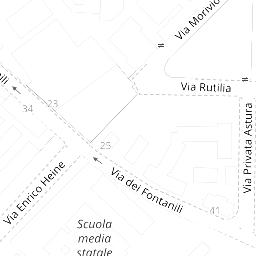 Via Morivio
Via Rutilia
Via Privata Astura
34
23
25
Via Enrico Heine
Via dei Fontanili
41
Scuola
media
statale